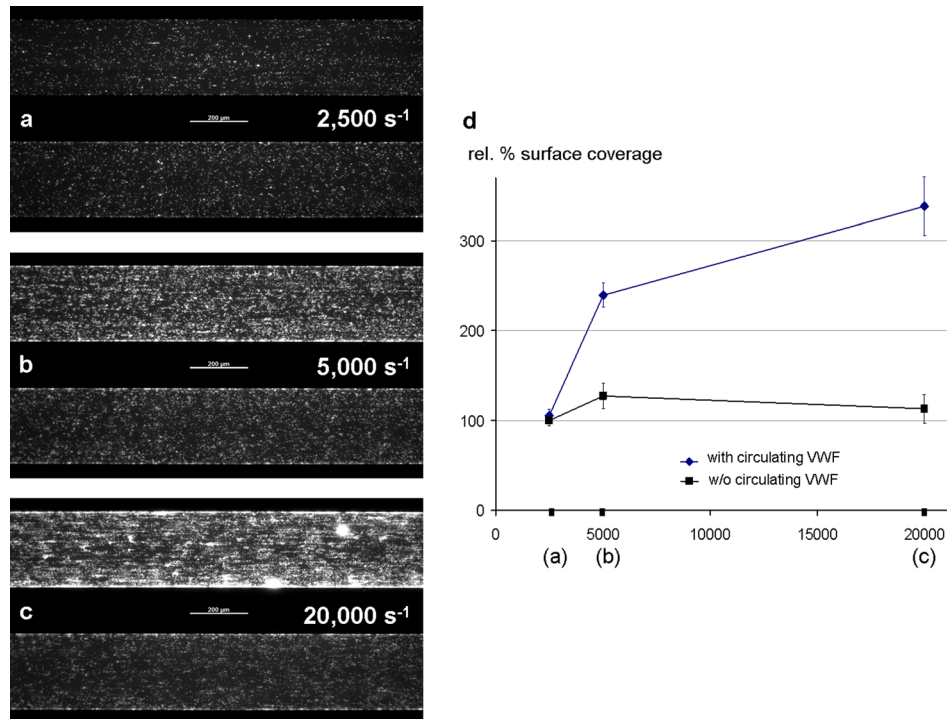 a
200 µm
2,500 s-1
b
200 µm
5,000 s-1
c
200 µm
20,000 s-1
d
rel. % surface coverage
300
200
100
0
with circulating VWF
w/o circulating VWF
0 5000 10000 15000 20000
(a) (b) (c)